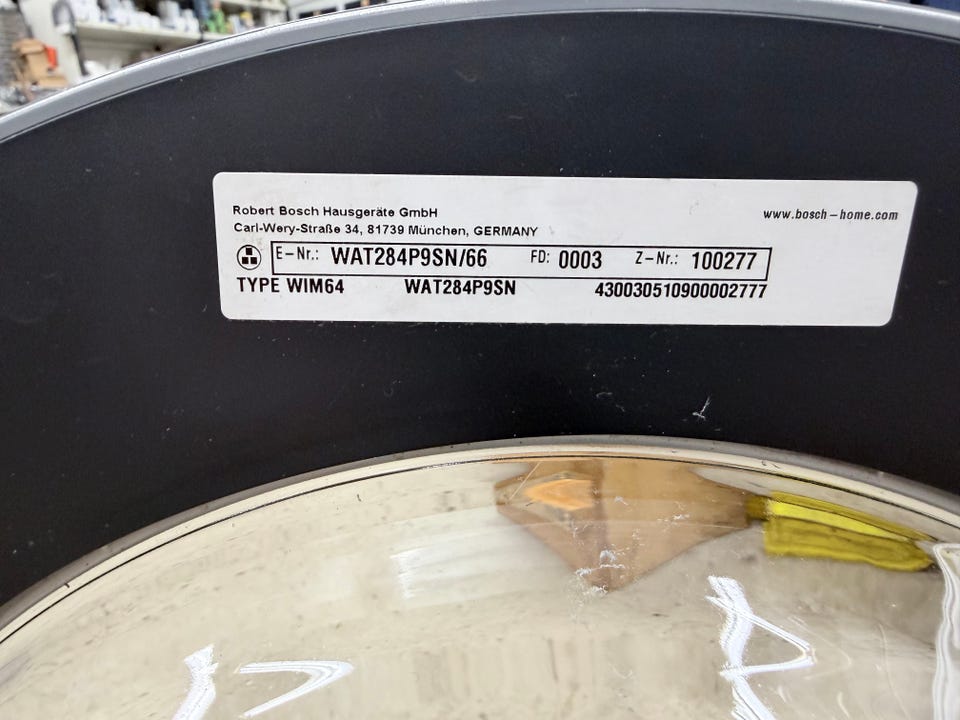 Robert Bosch Hausgeräte GmbH
www.bosch-home.com
Carl-Wery-Straße 34, 81739 München, GERMANY
E-Nr.: WAT284P9SN/66 FD: 0003 Z-Nr.: 100277
TYPE WIM64 WAT284P9SN 430030510900002777